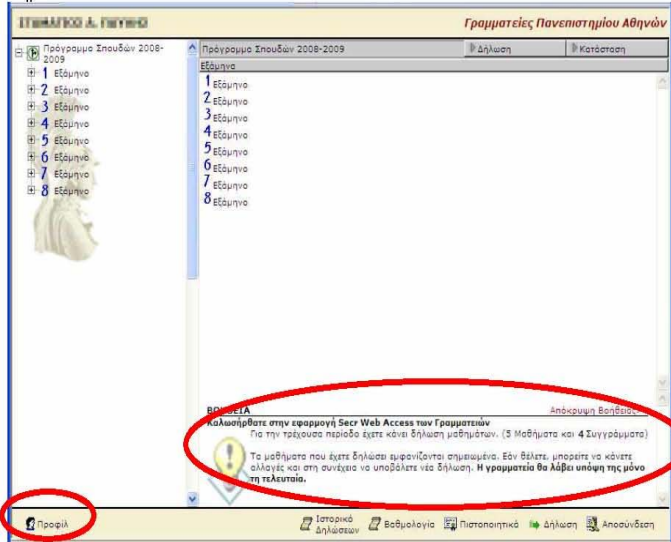 Γραμματείες Πανεπιστημίου Αθηνών
Πρόγραμμα Σπουδών 2008-
2009
1 Εξάμηνο
2 Εξάμηνο
3 Εξάμηνο
4 Εξάμηνο
5 Εξάμηνο
6 Εξάμηνο
7 Εξάμηνο
8 Εξάμηνο
Πρόγραμμα Σπουδών 2008-2009
Δήλωση
Κατάσταση
Εξάμηνο
1 Εξάμηνο
2 Εξάμηνο
3 Εξάμηνο
4 Εξάμηνο
5 Εξάμηνο
6 Εξάμηνο
7 Εξάμηνο
8 Εξάμηνο
ΒΟΗΘΕΙΑ
Απόκρυψη Βοήθειας
Καλωσήρθατε στην εφαρμογή Secr Web Access των Γραμματειών
Για την τρέχουσα περίοδο έχετε κάνει δήλωση μαθημάτων. (5 Μαθήματα και 4 Συγγράμματα)
Τα μαθήματα που έχετε δηλώσει εμφανίζονται σημειωμένα. Εάν θέλετε, μπορείτε να κάνετε
αλλαγές και στη συνέχεια να υποβάλετε νέα δήλωση. Η γραμματεία θα λάβει υπόψη της μόνο
τη τελευταία.
Προφίλ
Ιστορικό
Δηλώσεων
Βαθμολογία
Πιστοποιητικά
Δήλωση
Αποσύνδεση